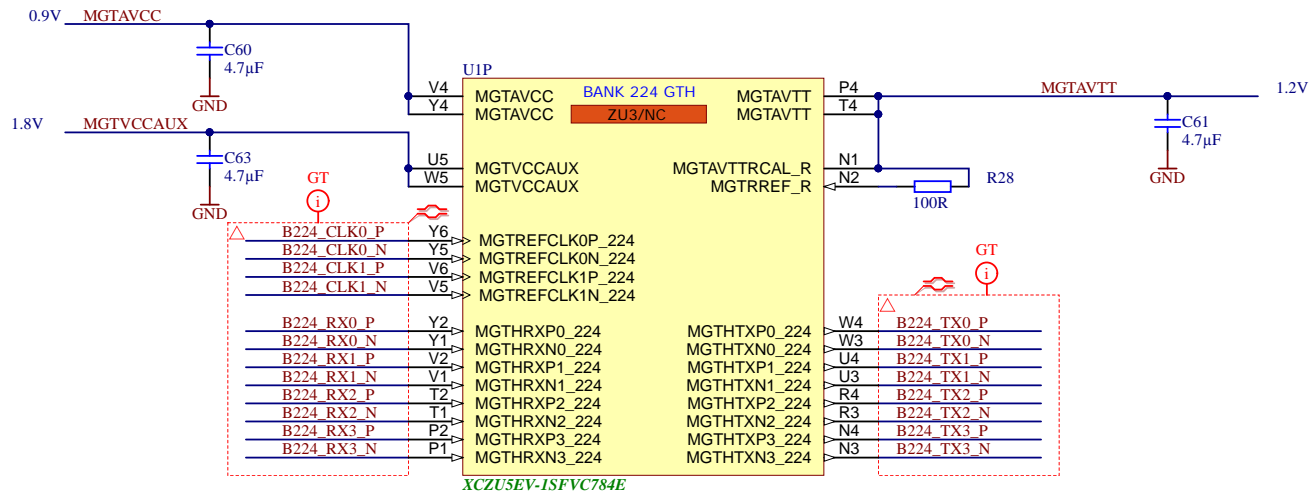 0.9V MGTAVCC
C60
4.7µF
GND
1.8V MGTVCCAUX
C63
4.7µF
GND
U1P
BANK 224 GTH
ZU3/NC
V4 MGTAVCC
Y4 MGTAVCC
U5 MGTVCCAUX
W5 MGTVCCAUX
MGTAVTT P4
MGTAVTT T4
MGTAVTTRCAL_R N1
MGTRREF_R N2
MGTAVTT 1.2V
C61
4.7µF
GND
R28
100R
GT
i
B224_CLK0_P Y6 MGTREFCLK0P_224
B224_CLK0_N Y5 MGTREFCLK0N_224
B224_CLK1_P V6 MGTREFCLK1P_224
B224_CLK1_N V5 MGTREFCLK1N_224
B224_RX0_P Y2 MGTHRXP0_224
B224_RX0_N Y1 MGTHRXN0_224
B224_RX1_P V2 MGTHRXP1_224
B224_RX1_N V1 MGTHRXN1_224
B224_RX2_P T2 MGTHRXP2_224
B224_RX2_N T1 MGTHRXN2_224
B224_RX3_P P2 MGTHRXP3_224
B224_RX3_N P1 MGTHRXN3_224
GT
i
MGTHTXP0_224 W4 B224_TX0_P
MGTHTXN0_224 W3 B224_TX0_N
MGTHTXP1_224 U4 B224_TX1_P
MGTHTXN1_224 U3 B224_TX1_N
MGTHTXP2_224 R4 B224_TX2_P
MGTHTXN2_224 R3 B224_TX2_N
MGTHTXP3_224 N4 B224_TX3_P
MGTHTXN3_224 N3 B224_TX3_N
XCZU5EV-1SFVC784E